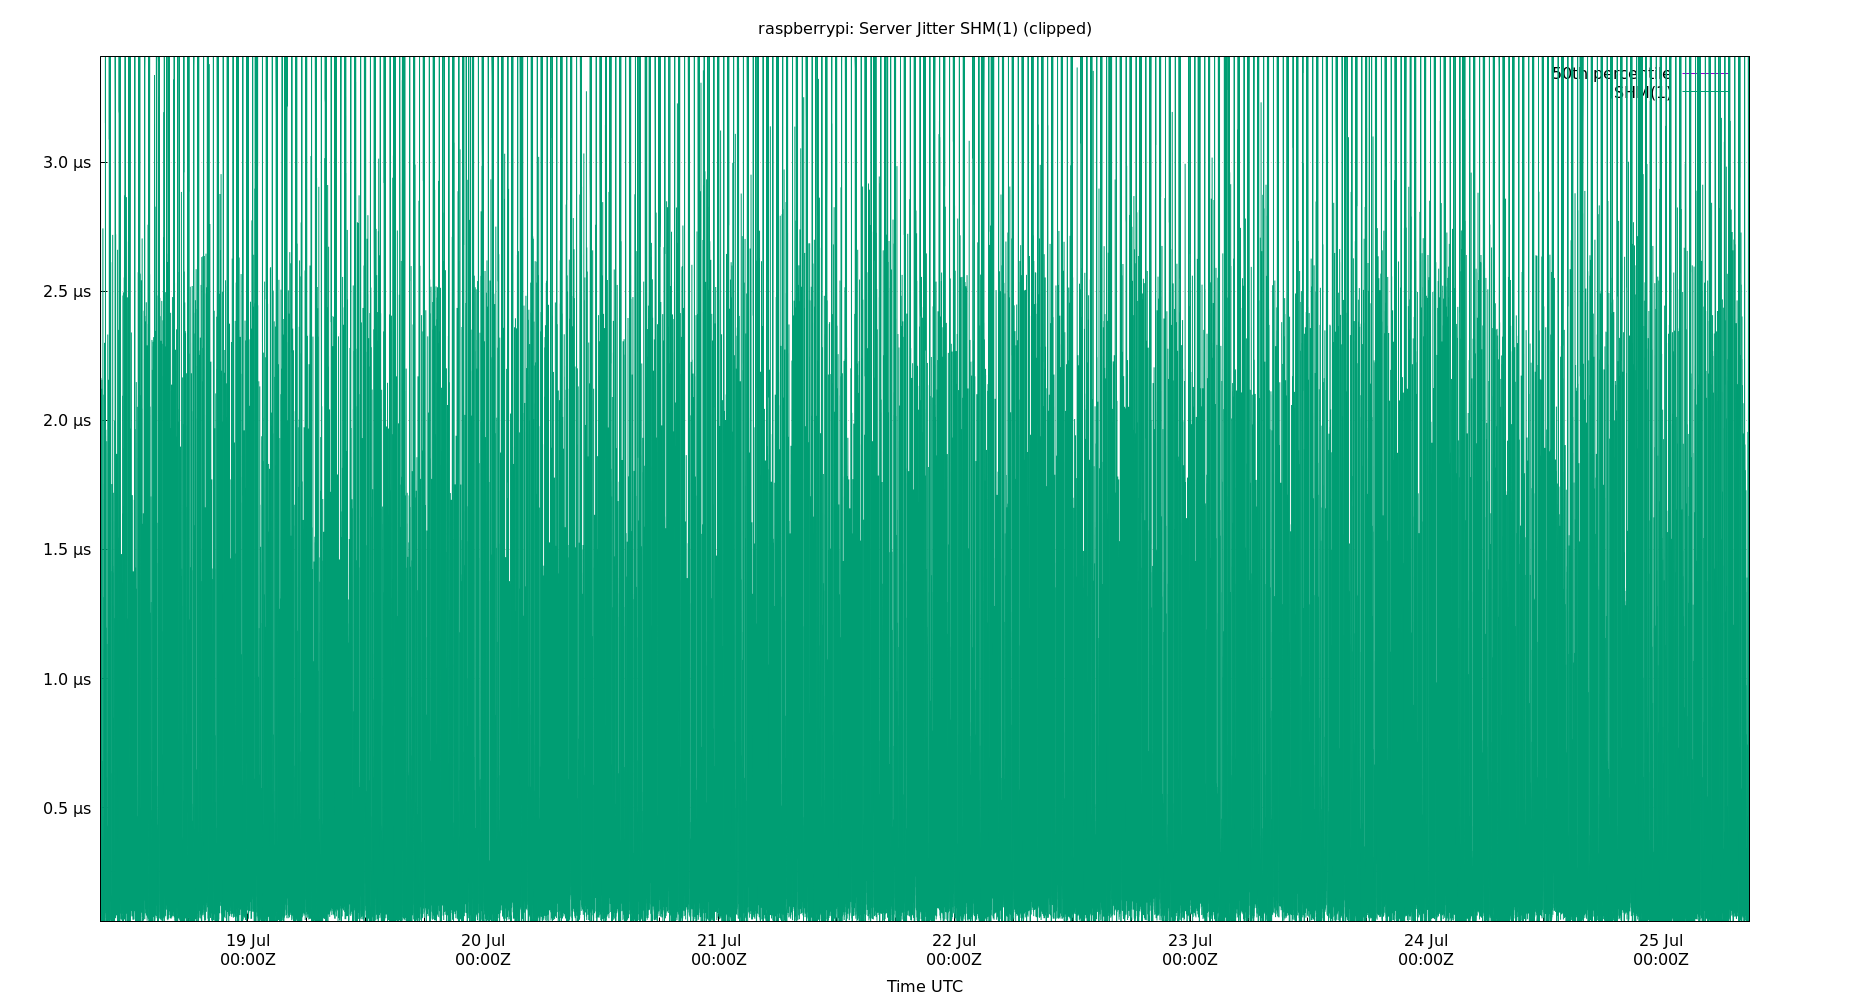 raspberrypi: Server Jitter SHM(1) (clipped)
50th percentile
SHM(1)
3.0 µs
2.5 µs
2.0 µs
1.5 µs
1.0 µs
0.5 µs
19 Jul 20 Jul 21 Jul 22 Jul 23 Jul 24 Jul 25 Jul
00:00Z 00:00Z 00:00Z 00:00Z 00:00Z 00:00Z 00:00Z
Time UTC